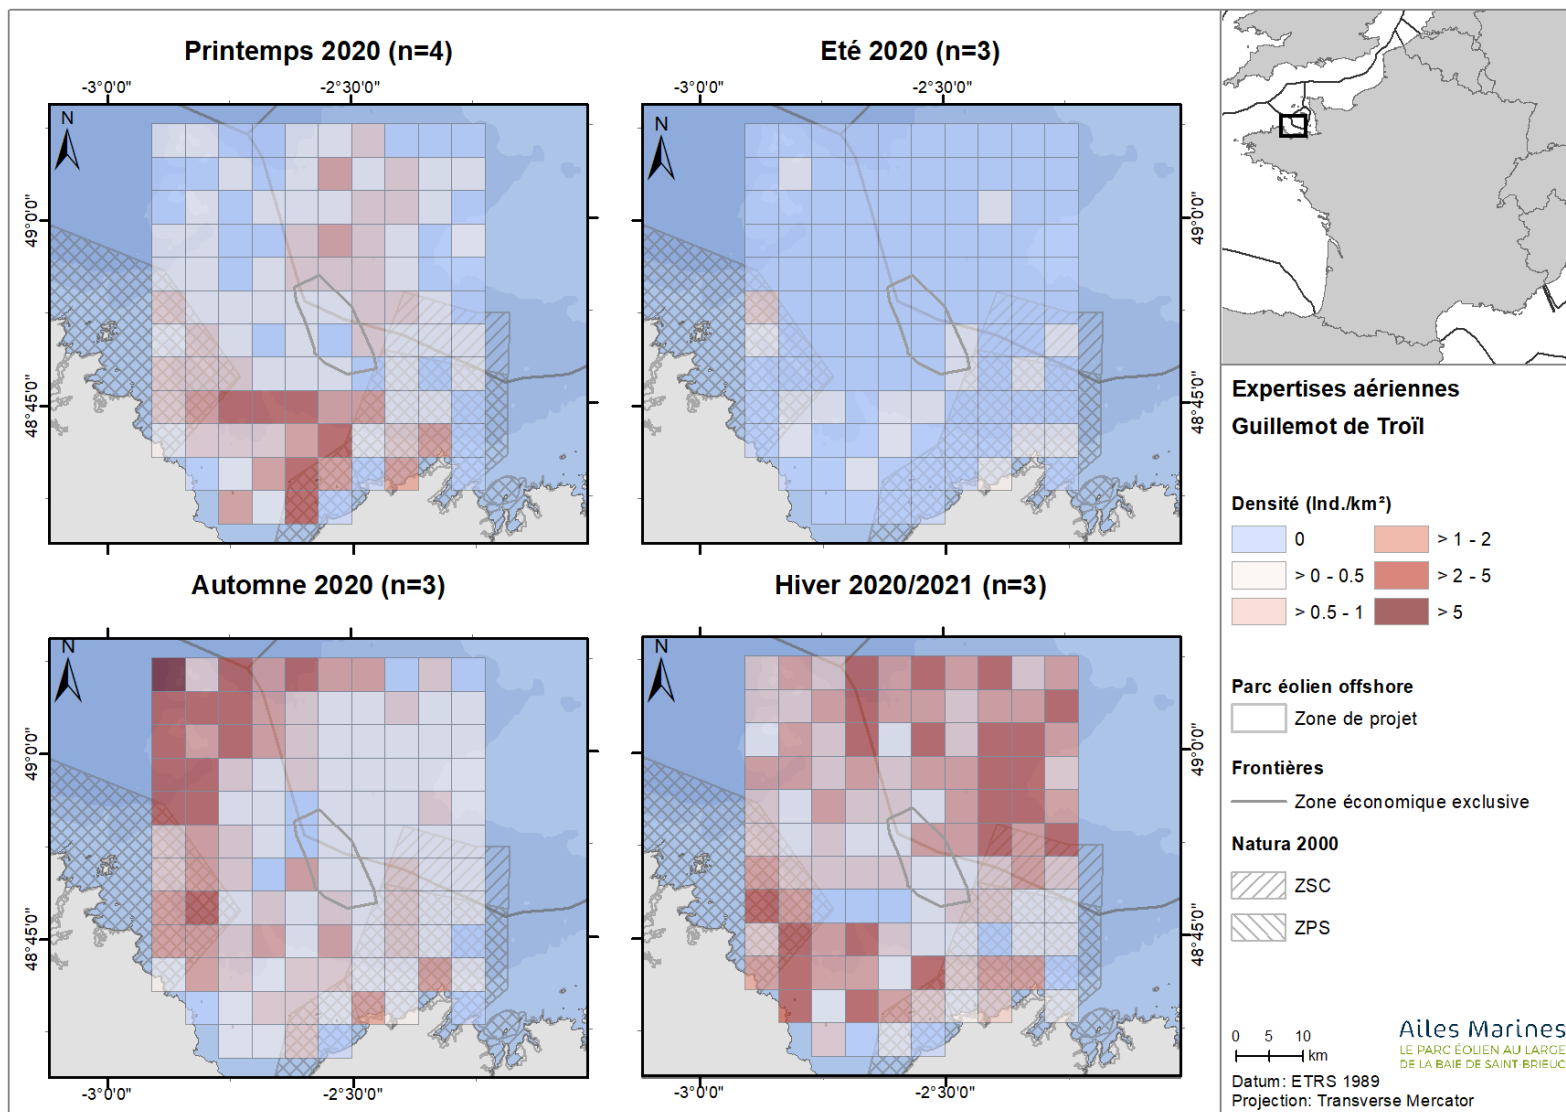 Printemps 2020 (n=4)
Eté 2020 (n=3)
-3°0'0"
-2°30'0"
-3°0'0"
-2°30'0"
N
N
49°0'0"
49°0'0"
48°45'0"
48°45'0"
Automne 2020 (n=3)
Hiver 2020/2021 (n=3)
N
N
49°0'0"
49°0'0"
48°45'0"
48°45'0"
-3°0'0"
-2°30'0"
-3°0'0"
-2°30'0"
Expertises aériennes
Guillemot de Troïl
Densité (Ind./km²)
0
> 1 - 2
> 0 - 0.5
> 2 - 5
> 0.5 - 1
> 5
Parc éolien offshore
Zone de projet
Frontières
Zone économique exclusive
Natura 2000
ZSC
ZPS
0 5 10
km
Ailes Marines
LE PARC ÉOLIEN AU LARGE
DE LA BAIE DE SAINT-BRIEUC
Datum : ETRS 1989
Projection: Transverse Mercator